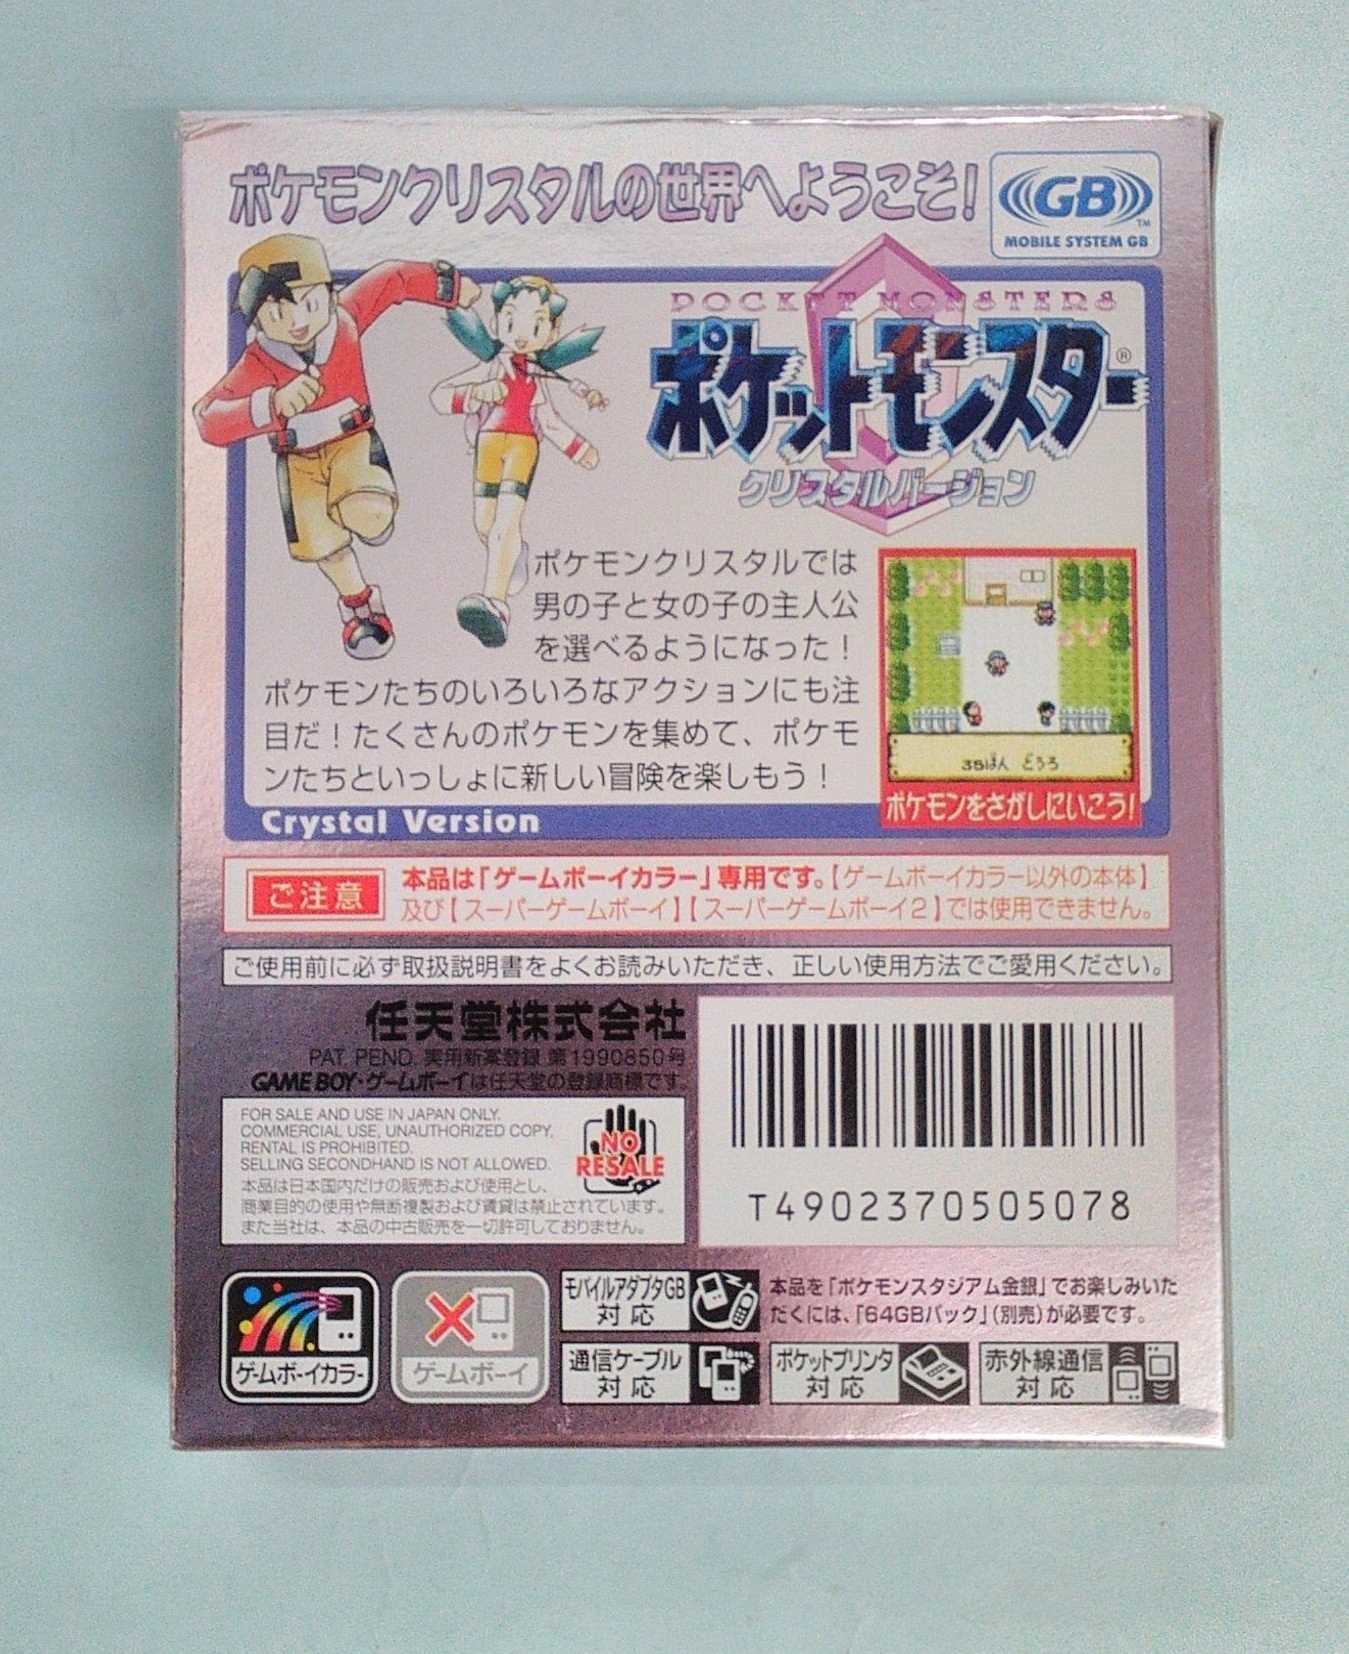 ポケモンクリスタルの世界へようこそ!
GB
TM
MOBILE SYSTEM GB
POCKET MONSTERS
ポケットモンスター®
クリスタルバージョン
ポケモンクリスタルでは
男の子と女の子の主人公
を選べるようになった!
ポケモンたちのいろいろなアクションにも注
目だ!たくさんのポケモンを集めて、ポケモ
ンたちといっしょに新しい冒険を楽しもう!
35ばん どうろ
ポケモンをさがしにいこう!
Crystal Version
ご注意
本品は「ゲームボーイカラー」専用です。【ゲームボーイカラー以外の本体】
及び【スーパーゲームボーイ】【スーパーゲームボーイ2】では使用できません。
ご使用前に必ず取扱説明書をよくお読みいただき、正しい使用方法でご愛用ください。
任天堂株式会社
PAT. PEND. 実用新案登録 第1990850号
GAME BOY・ゲームボーイは任天堂の登録商標です。
FOR SALE AND USE IN JAPAN ONLY.
COMMERCIAL USE, UNAUTHORIZED COPY,
RENTAL IS PROHIBITED.
SELLING SECONDHAND IS NOT ALLOWED.
本品は日本国内だけの販売および使用とし、
商業目的の使用や無断複製および賃貸は禁止されています。
また当社は、本品の中古販売を一切許可しておりません。
NO
RESALE
T4902370505078
ゲームボーイカラー
ゲームボーイ
モバイルアダプタGB
対応
本品を「ポケモンスタジアム金銀」でお楽しみいた
だくには、「64GBパック」(別売)が必要です。
通信ケーブル
対応
ポケットプリンタ
対応
赤外線通信
対応